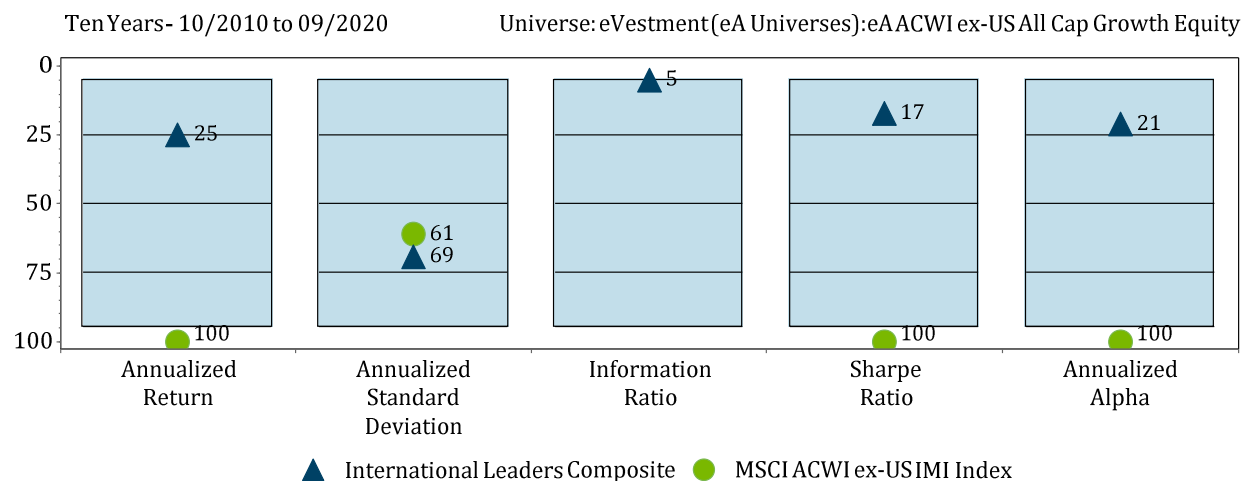 Ten Years - 10/2010 to 09/2020 Universe: eVestment (eA Universes): eA ACWI ex-US All Cap Growth Equity
0
5
17
25
21
25
50
61
69
75
100
100
100
100
Annualized Return
Annualized Standard Deviation
Information Ratio
Sharpe Ratio
Annualized Alpha
International Leaders Composite MSCI ACWI ex-US IMI Index